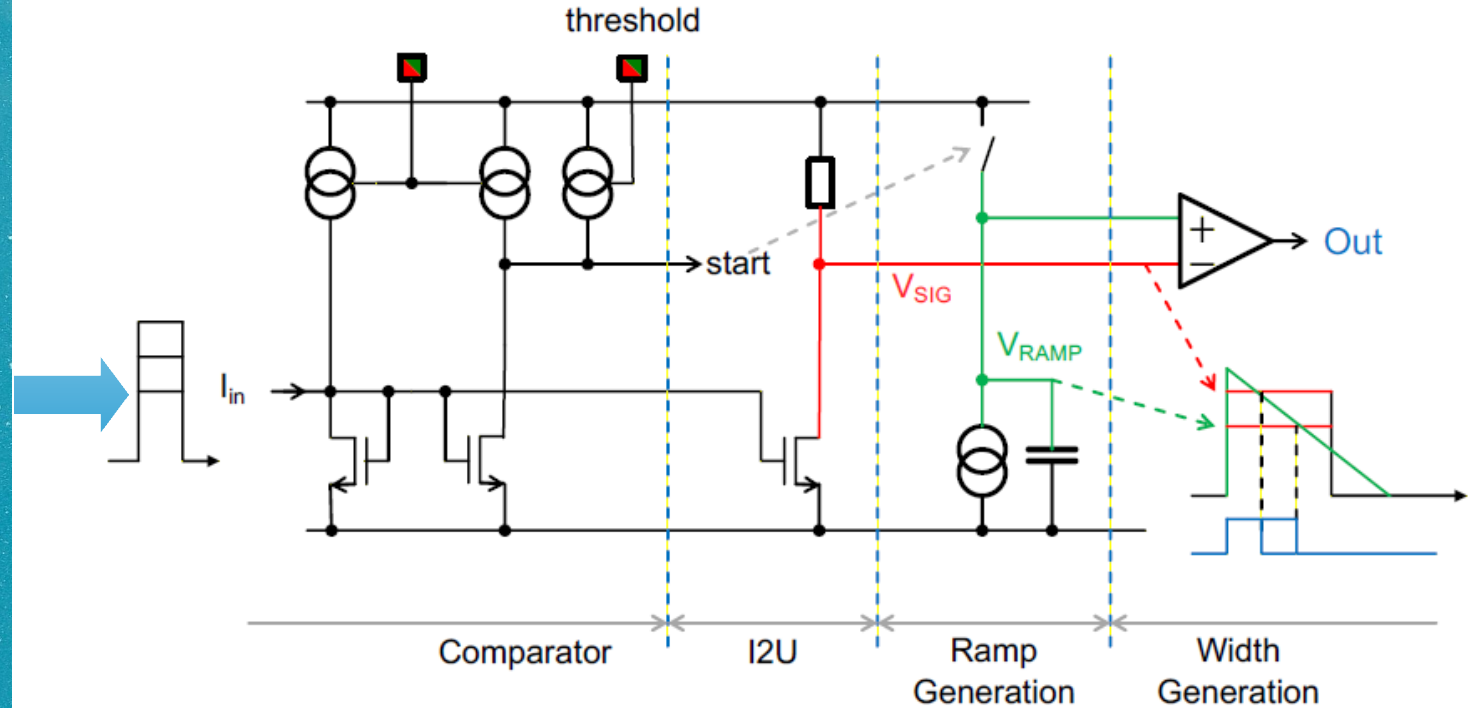 threshold
start
Out
V_SIG
V_RAMP
I_in
+
−
Comparator
I2U
Ramp
Generation
Width
Generation